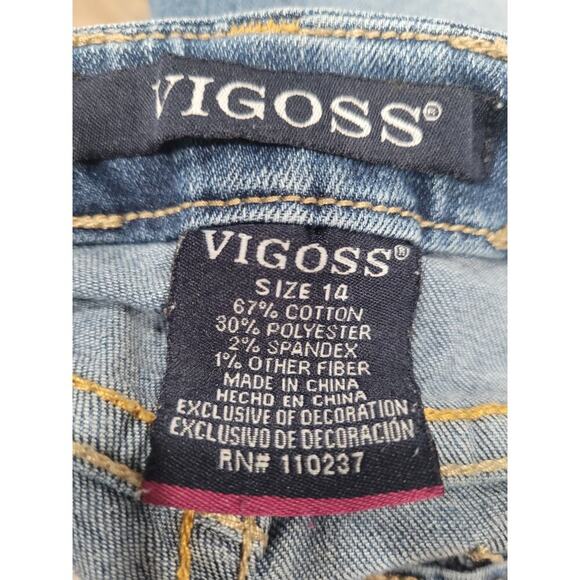 VIGOSS®
VIGOSS®
SIZE 14
67% COTTON
30% POLYESTER
2% SPANDEX
1% OTHER FIBER
MADE IN CHINA
HECHO EN CHINA
EXCLUSIVE OF DECORATION
EXCLUSIVO DE DECORACIÓN
RN# 110237